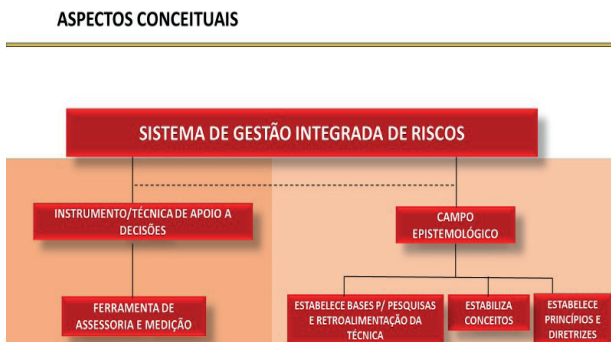 ASPECTOS CONCEITUAIS
SISTEMA DE GESTÃO INTEGRADA DE RISCOS
INSTRUMENTO/TÉCNICA DE APOIO A
DECISÕES
CAMPO
EPISTEMOLÓGICO
FERRAMENTA DE
ASSESSORIA E MEDIÇÃO
ESTABELECE BASES P/ PESQUISAS
E RETROALIMENTAÇÃO DA
TÉCNICA
ESTABILIZA
CONCEITOS
ESTABELECE
PRINCÍPIOS E
DIRETRIZES